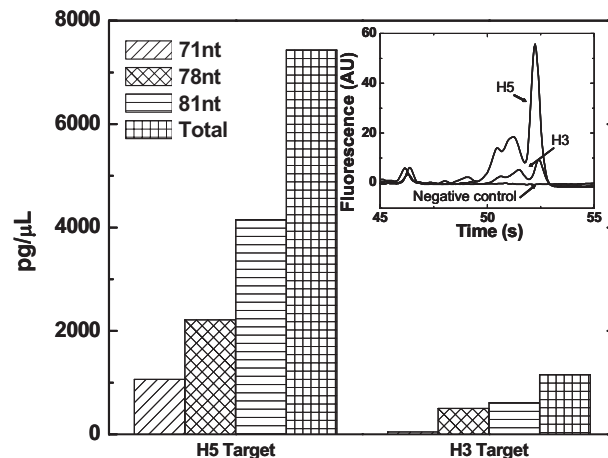 8000
6000
4000
2000
0
pg/μL
71nt
78nt
81nt
Total
H5 Target
H3 Target
60
40
20
0
Fluorescence (AU)
H5
H3
Negative control
45
50
55
Time (s)